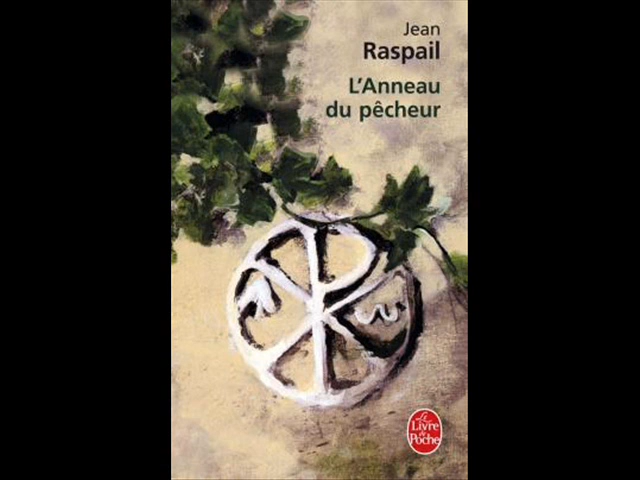 Jean
Raspail
L'Anneau
du pêcheur
Le
Livre
de
Poche